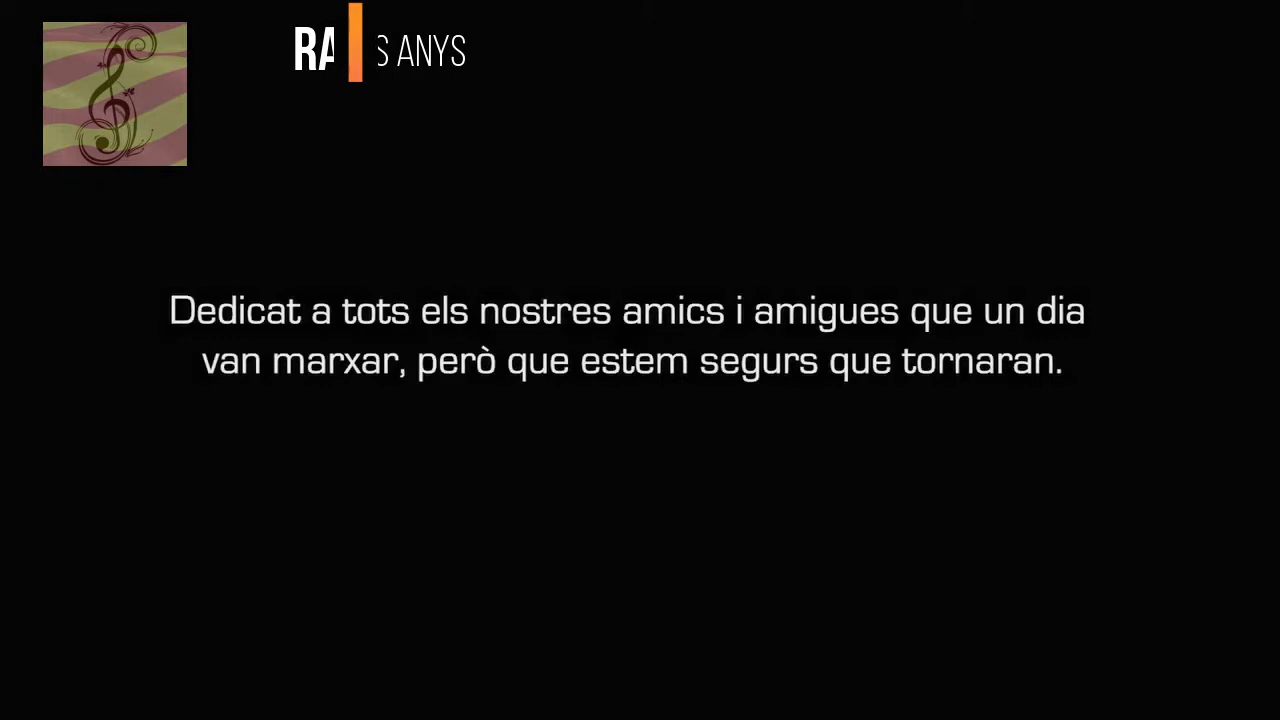 ANYS
Dedicat a tots els nostres amics i amigues que un dia
van marxar, però que estem segurs que tornaran.